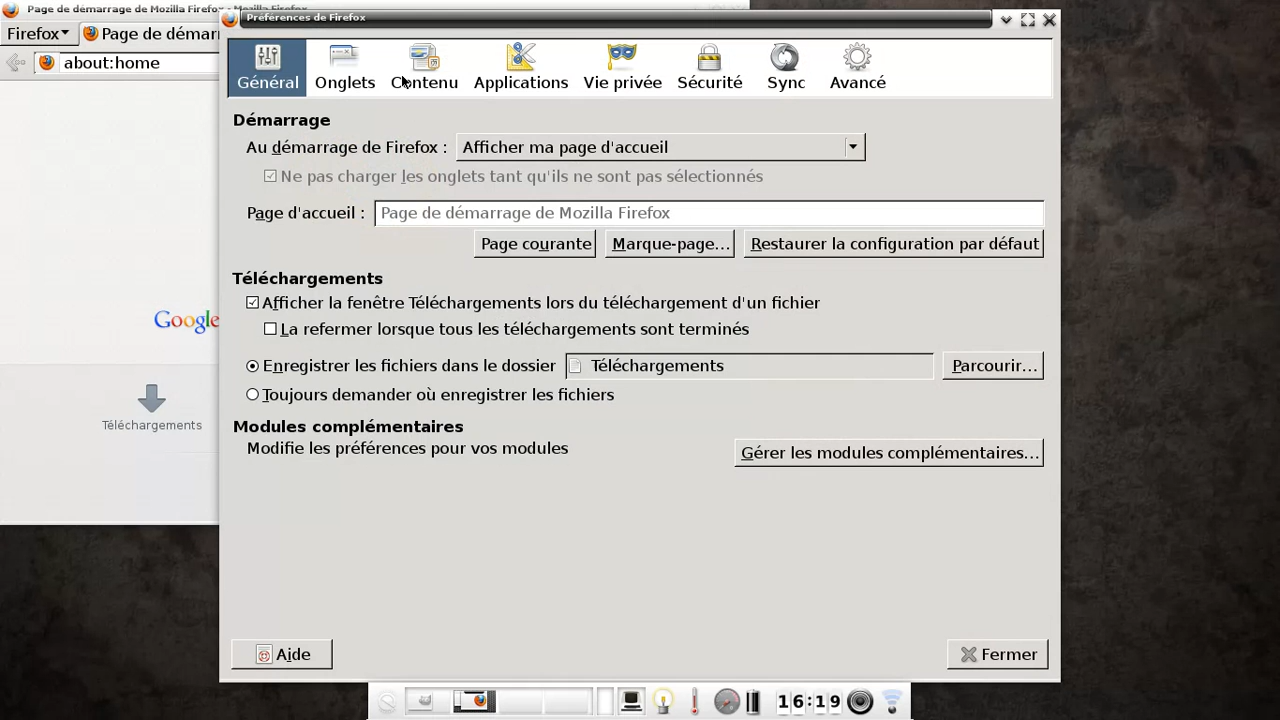 Page de démarrage de Mozilla Firefox - Mozilla Firefox
Préférences de Firefox
Firefox
Page de démar
about:home
Général
Onglets
Contenu
Applications
Vie privée
Sécurité
Sync
Avancé
Démarrage
Au démarrage de Firefox : Afficher ma page d'accueil
Ne pas charger les onglets tant qu'ils ne sont pas sélectionnés
Page d'accueil : Page de démarrage de Mozilla Firefox
Page courante Marque-page... Restaurer la configuration par défaut
Téléchargements
Afficher la fenêtre Téléchargements lors du téléchargement d'un fichier
La refermer lorsque tous les téléchargements sont terminés
Google
Enregistrer les fichiers dans le dossier Téléchargements Parcourir...
Toujours demander où enregistrer les fichiers
Téléchargements
Modules complémentaires
Modifie les préférences pour vos modules
Gérer les modules complémentaires...
Aide
Fermer
16:19